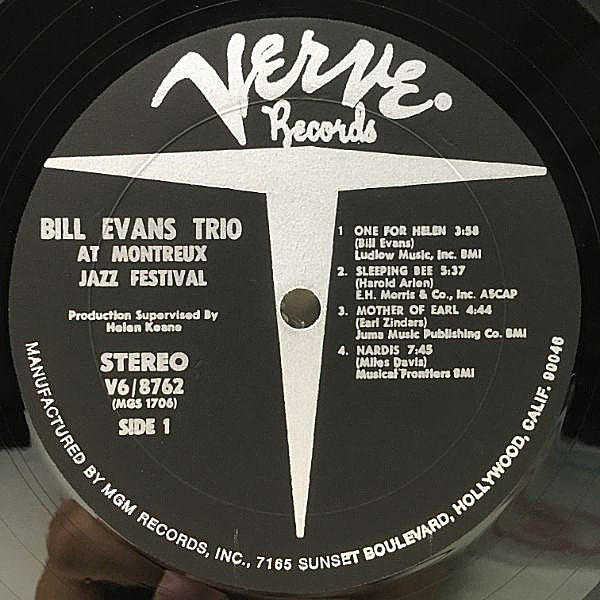 Verve.
Records
BILL EVANS TRIO
AT MONTREUX
JAZZ FESTIVAL
Production Supervised By
Helen Keane
STEREO
V6/8762
(MGS 1706)
SIDE 1
1 ONE FOR HELEN 3:58
(Bill Evans)
Ludlow Music, Inc. BMI
2. SLEEPING BEE 5:37
(Harold Arlen)
E.H. Morris & Co., Inc. ASCAP
3. MOTHER OF EARL 4:44
(Earl Zindars)
Juma Music Publishing Co. BMI
4. NARDIS 7:45
(Miles Davis)
Musical Frontiers BMI
MANUFACTURED BY MGM RECORDS, INC., 7165 SUNSET BOULEVARD, HOLLYWOOD, CALIF. 90046